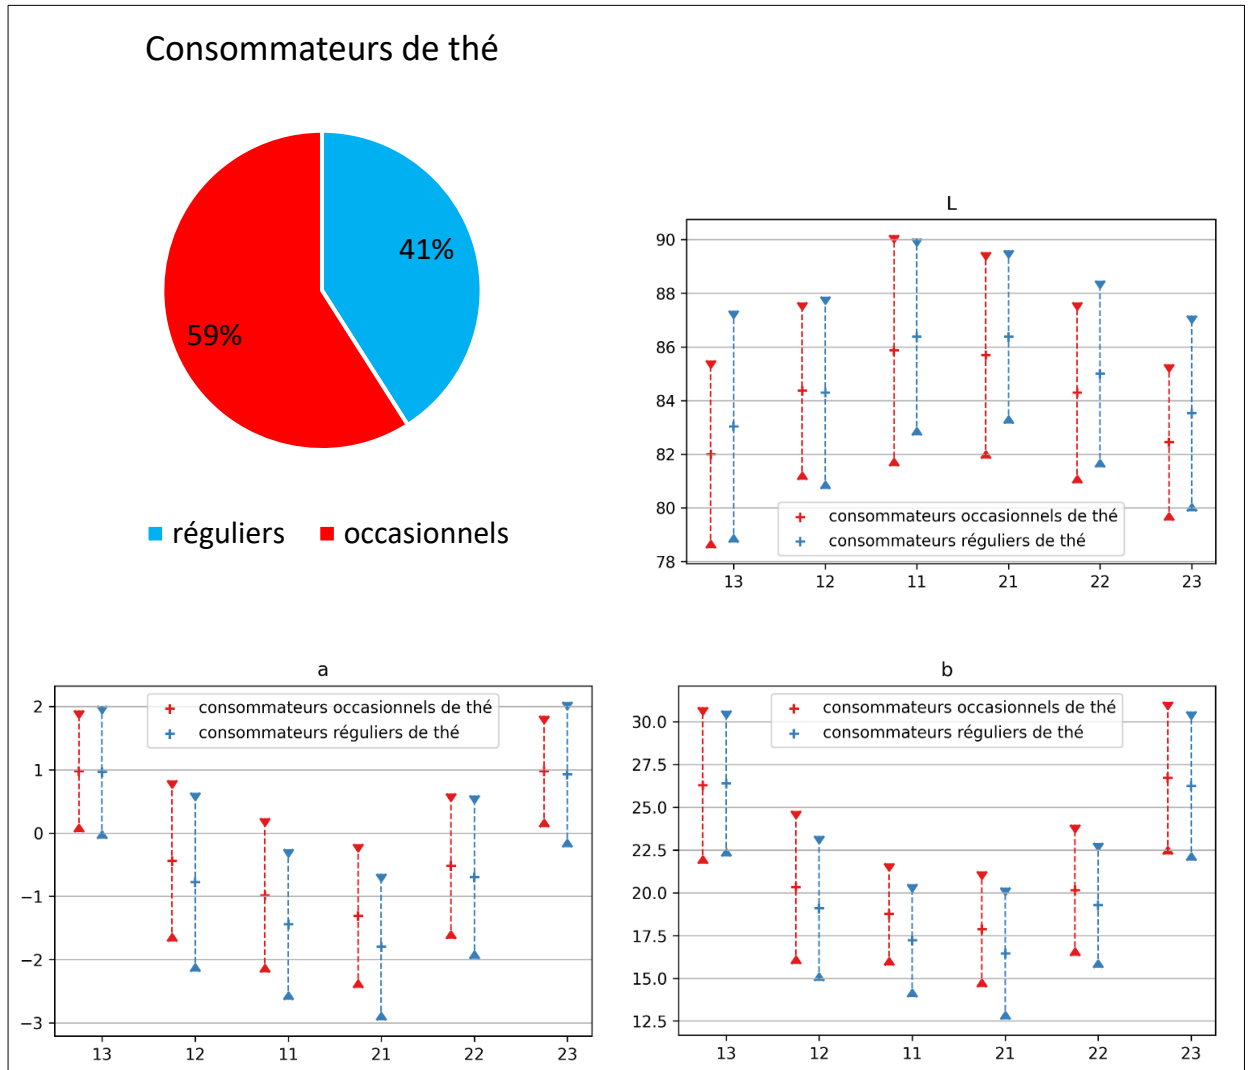 Consommateurs de thé
41%
59%
réguliers occasionnels
L
90
88
86
84
82
80
78
consommateurs occasionnels de thé
consommateurs réguliers de thé
13 12 11 21 22 23
a
2
1
0
−1
−2
−3
consommateurs occasionnels de thé
consommateurs réguliers de thé
13 12 11 21 22 23
b
30.0
27.5
25.0
22.5
20.0
17.5
15.0
12.5
consommateurs occasionnels de thé
consommateurs réguliers de thé
13 12 11 21 22 23